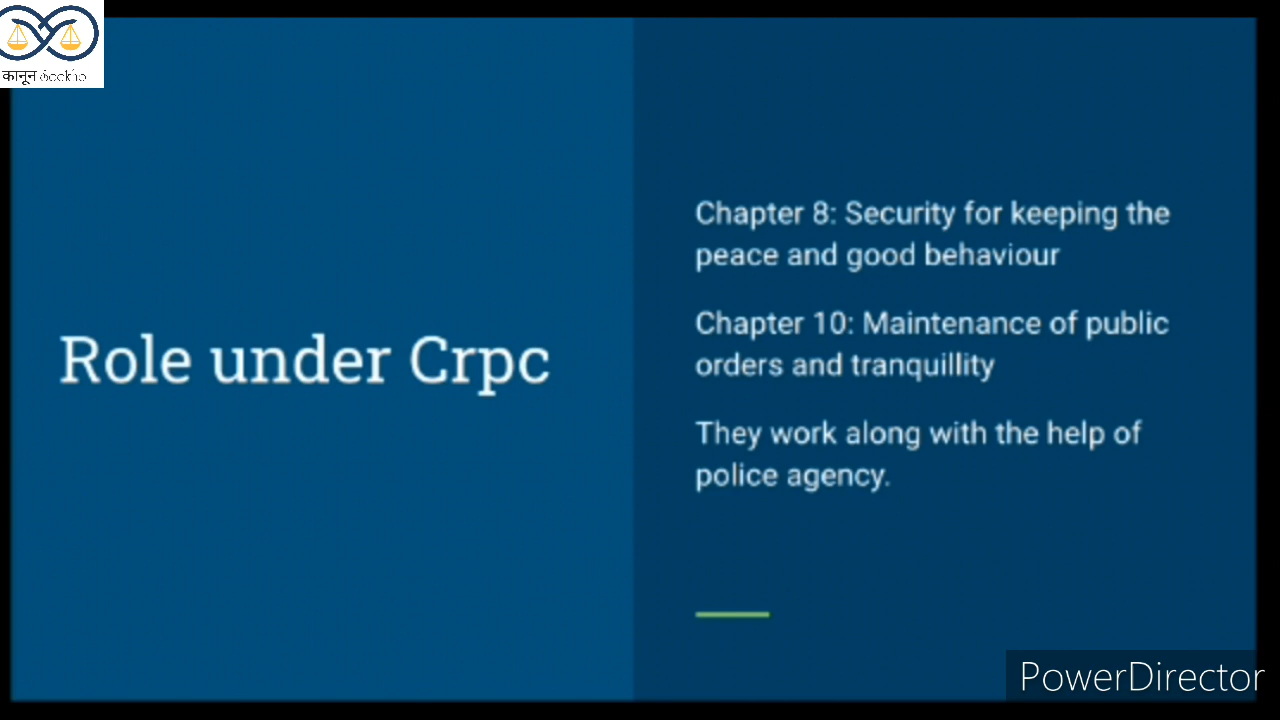 कानून
Role under Crpc
Chapter 8: Security for keeping the
peace and good behaviour
Chapter 10: Maintenance of public
orders and tranquillity
They work along with the help of
police agency.
PowerDirector